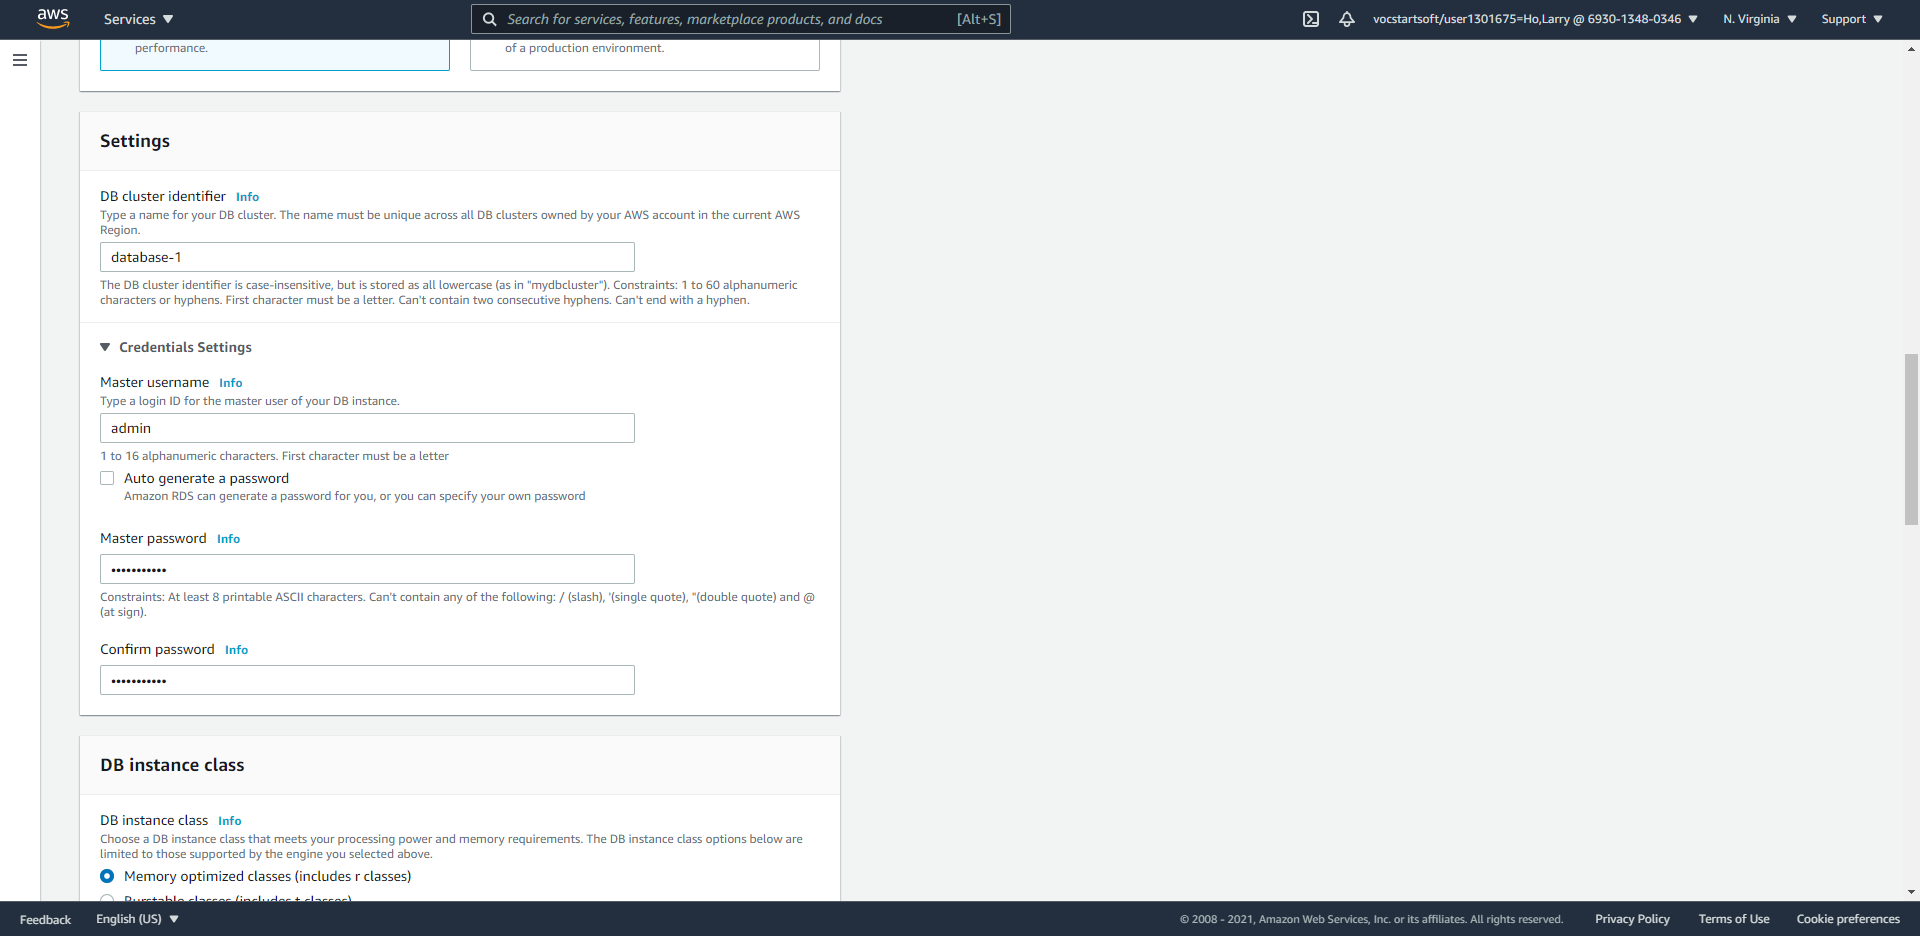 aws
Services
Search for services, features, marketplace products, and docs
[Alt+S]
vocstartsoft/user1301675=Ho,Larry @ 6930-1348-0346
N. Virginia
Support
performance.
of a production environment.
Settings
DB cluster identifier Info
Type a name for your DB cluster. The name must be unique across all DB clusters owned by your AWS account in the current AWS
Region.
database-1
The DB cluster identifier is case-insensitive, but is stored as all lowercase (as in "mydbcluster"). Constraints: 1 to 60 alphanumeric
characters or hyphens. First character must be a letter. Can't contain two consecutive hyphens. Can't end with a hyphen.
Credentials Settings
Master username Info
Type a login ID for the master user of your DB instance.
admin
1 to 16 alphanumeric characters. First character must be a letter
Auto generate a password
Amazon RDS can generate a password for you, or you can specify your own password
Master password Info
•••••••••••
Constraints: At least 8 printable ASCII characters. Can't contain any of the following: / (slash), '(single quote), "(double quote) and @
(at sign).
Confirm password Info
•••••••••••
DB instance class
DB instance class Info
Choose a DB instance class that meets your processing power and memory requirements. The DB instance class options below are
limited to those supported by the engine you selected above.
Memory optimized classes (includes r classes)
Burstable classes (includes t classes)
Feedback
English (US)
© 2008 - 2021, Amazon Web Services, Inc. or its affiliates. All rights reserved.
Privacy Policy
Terms of Use
Cookie preferences